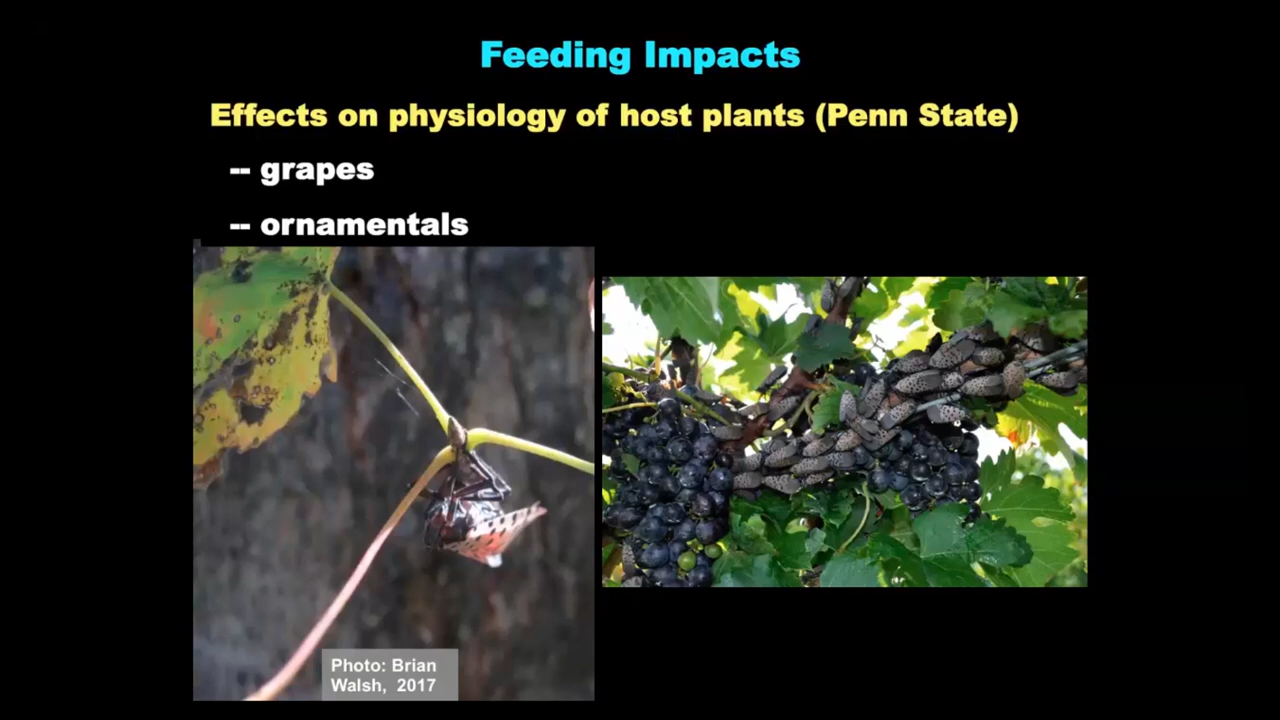 Feeding Impacts
Effects on physiology of host plants (Penn State)
-- grapes
-- ornamentals
Photo: Brian
Walsh, 2017